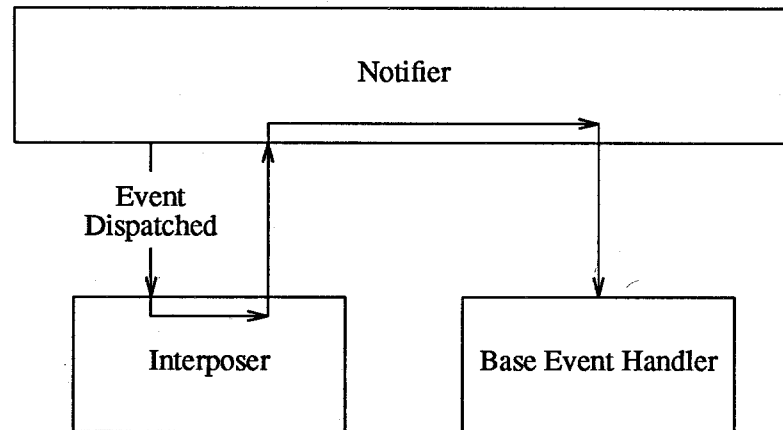 Notifier
Event
Dispatched
Interposer
Base Event Handler